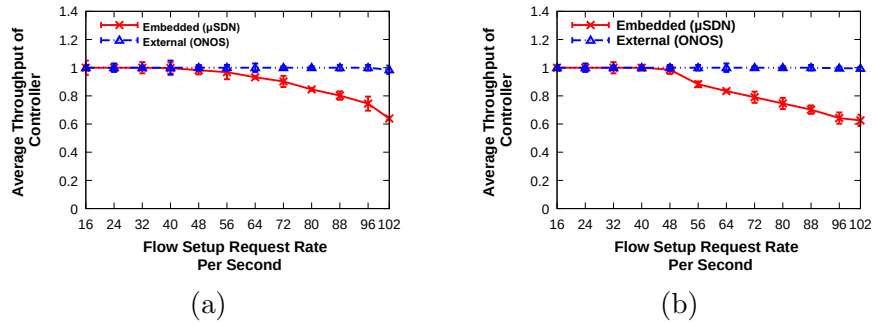 1.4
1.2
1
0.8
0.6
0.4
0.2
0
Average Throughput of
Controller
Embedded (µSDN)
External (ONOS)
16 24 32 40 48 56 64 72 80 88 96 102
Flow Setup Request Rate
Per Second
(a)
1.4
1.2
1
0.8
0.6
0.4
0.2
0
Average Throughput of
Controller
Embedded (µSDN)
External (ONOS)
16 24 32 40 48 56 64 72 80 88 96 102
Flow Setup Request Rate
Per Second
(b)